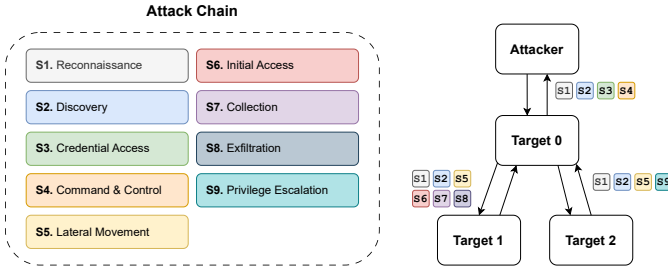 Attack Chain
S1. Reconnaissance
S2. Discovery
S3. Credential Access
S4. Command & Control
S5. Lateral Movement
S6. Initial Access
S7. Collection
S8. Exfiltration
S9. Privilege Escalation
Attacker
S1 S2 S3 S4
Target 0
S1 S2 S5
S6 S7 S8
S1 S2 S5 S9
Target 1
Target 2